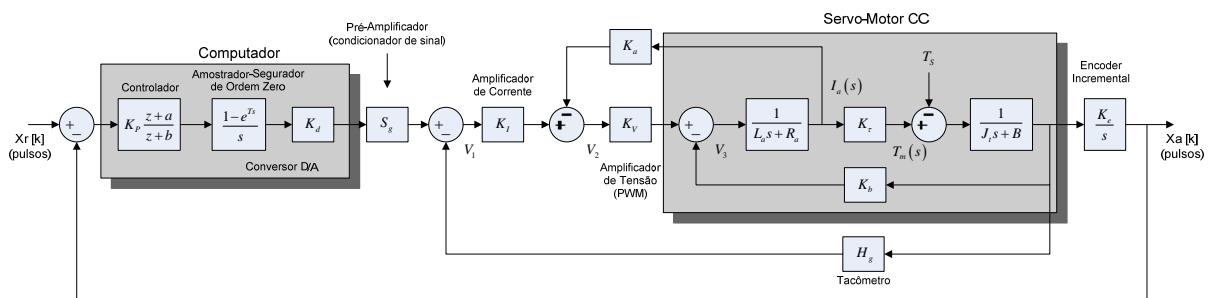 Servo-Motor CC
Pré-Amplificador
(condicionador de sinal)
Computador
Controlador
Amostrador-Segurador
de Ordem Zero
Amplificador
de Corrente
Encoder
Incremental
Xr [k]
(pulsos)
+
−
K_P (z + a)/(z + b)
(1 − e^{Ts})/s
K_d
Conversor D/A
S_g
+
−
V_1
K_I
K_a
V_2
K_V
Amplificador
de Tensão
(PWM)
+
−
V_3
1/(L_a s + R_a)
I_a(s)
K_τ
T_m(s)
T_S
1/(J_t s + B)
K_b
K_e/s
Xa [k]
(pulsos)
H_g
Tacômetro